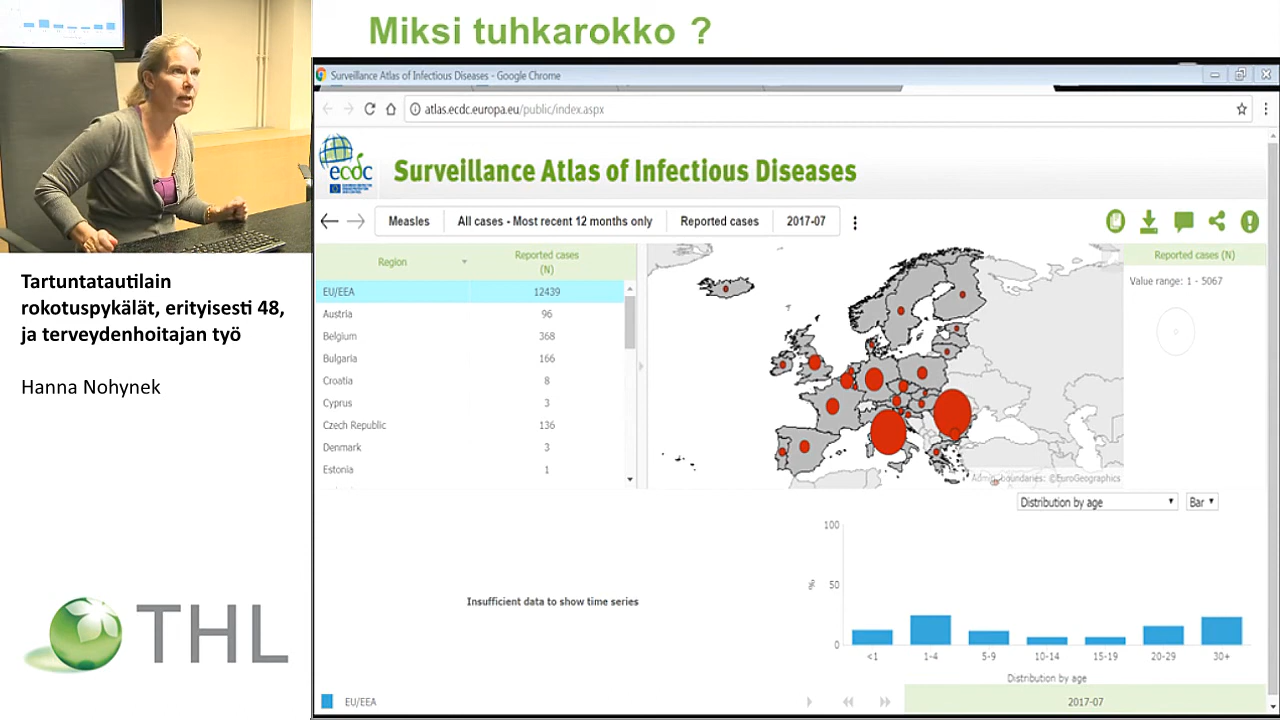 Miksi tuhkarokko ?
Surveillance Atlas of Infectious Diseases - Google Chrome
atlas.ecdc.europa.eu/public/index.aspx
ecdc
Surveillance Atlas of Infectious Diseases
Measles
All cases - Most recent 12 months only
Reported cases
2017-07
Region
Reported cases
(N)
EU/EEA 12439
Austria 96
Belgium 368
Bulgaria 166
Croatia 8
Cyprus 3
Czech Republic 136
Denmark 3
Estonia 1
Admin. boundaries: ©EuroGeographics
Reported cases (N)
Value range: 1 - 5067
Tartuntatautilain
rokotuspykälät, erityisesti 48,
ja terveydenhoitajan työ
Hanna Nohynek
THL
Distribution by age
Bar
Insufficient data to show time series
100
%
50
0
<1 1-4 5-9 10-14 15-19 20-29 30+
Distribution by age
EU/EEA
2017-07